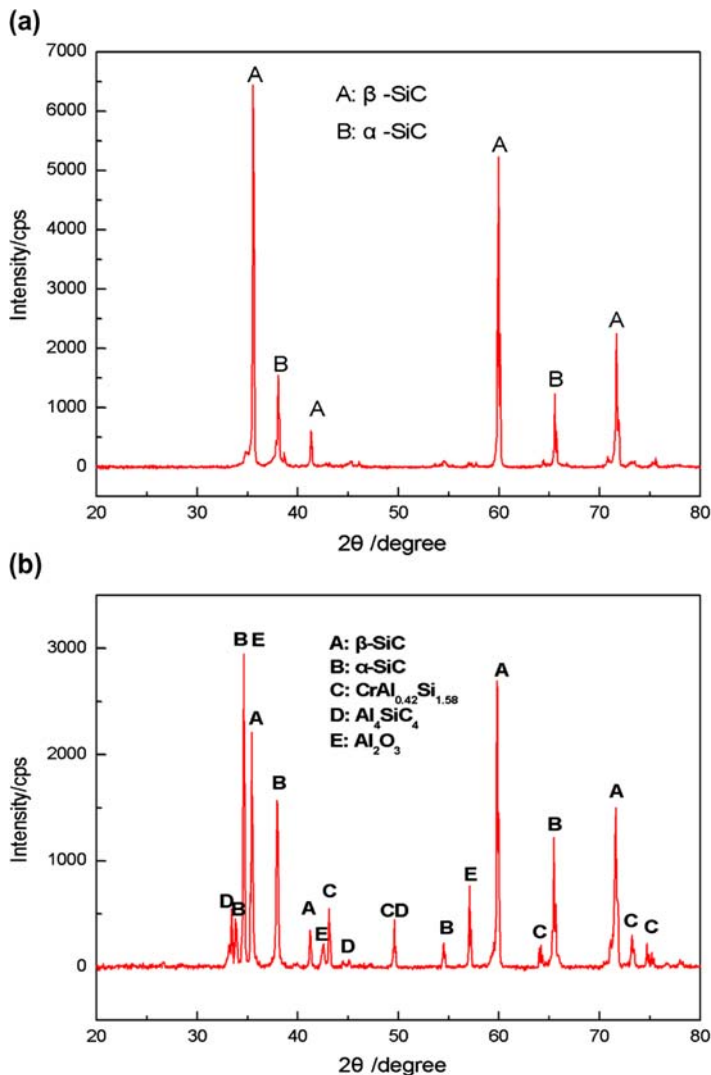 (a)
7000
6000
5000
4000
3000
2000
1000
0
Intensity/cps
A
B
A
A
B
A
A: β -SiC
B: α -SiC
20 30 40 50 60 70 80
2θ /degree
(b)
3000
2000
1000
0
Intensity/cps
B E
A
B
D
B
A
E
C
D
CD
B
E
A
C
B
A
C
C
A: β-SiC
B: α-SiC
C: CrAl0.42Si1.58
D: Al4SiC4
E: Al2O3
20 30 40 50 60 70 80
2θ /degree